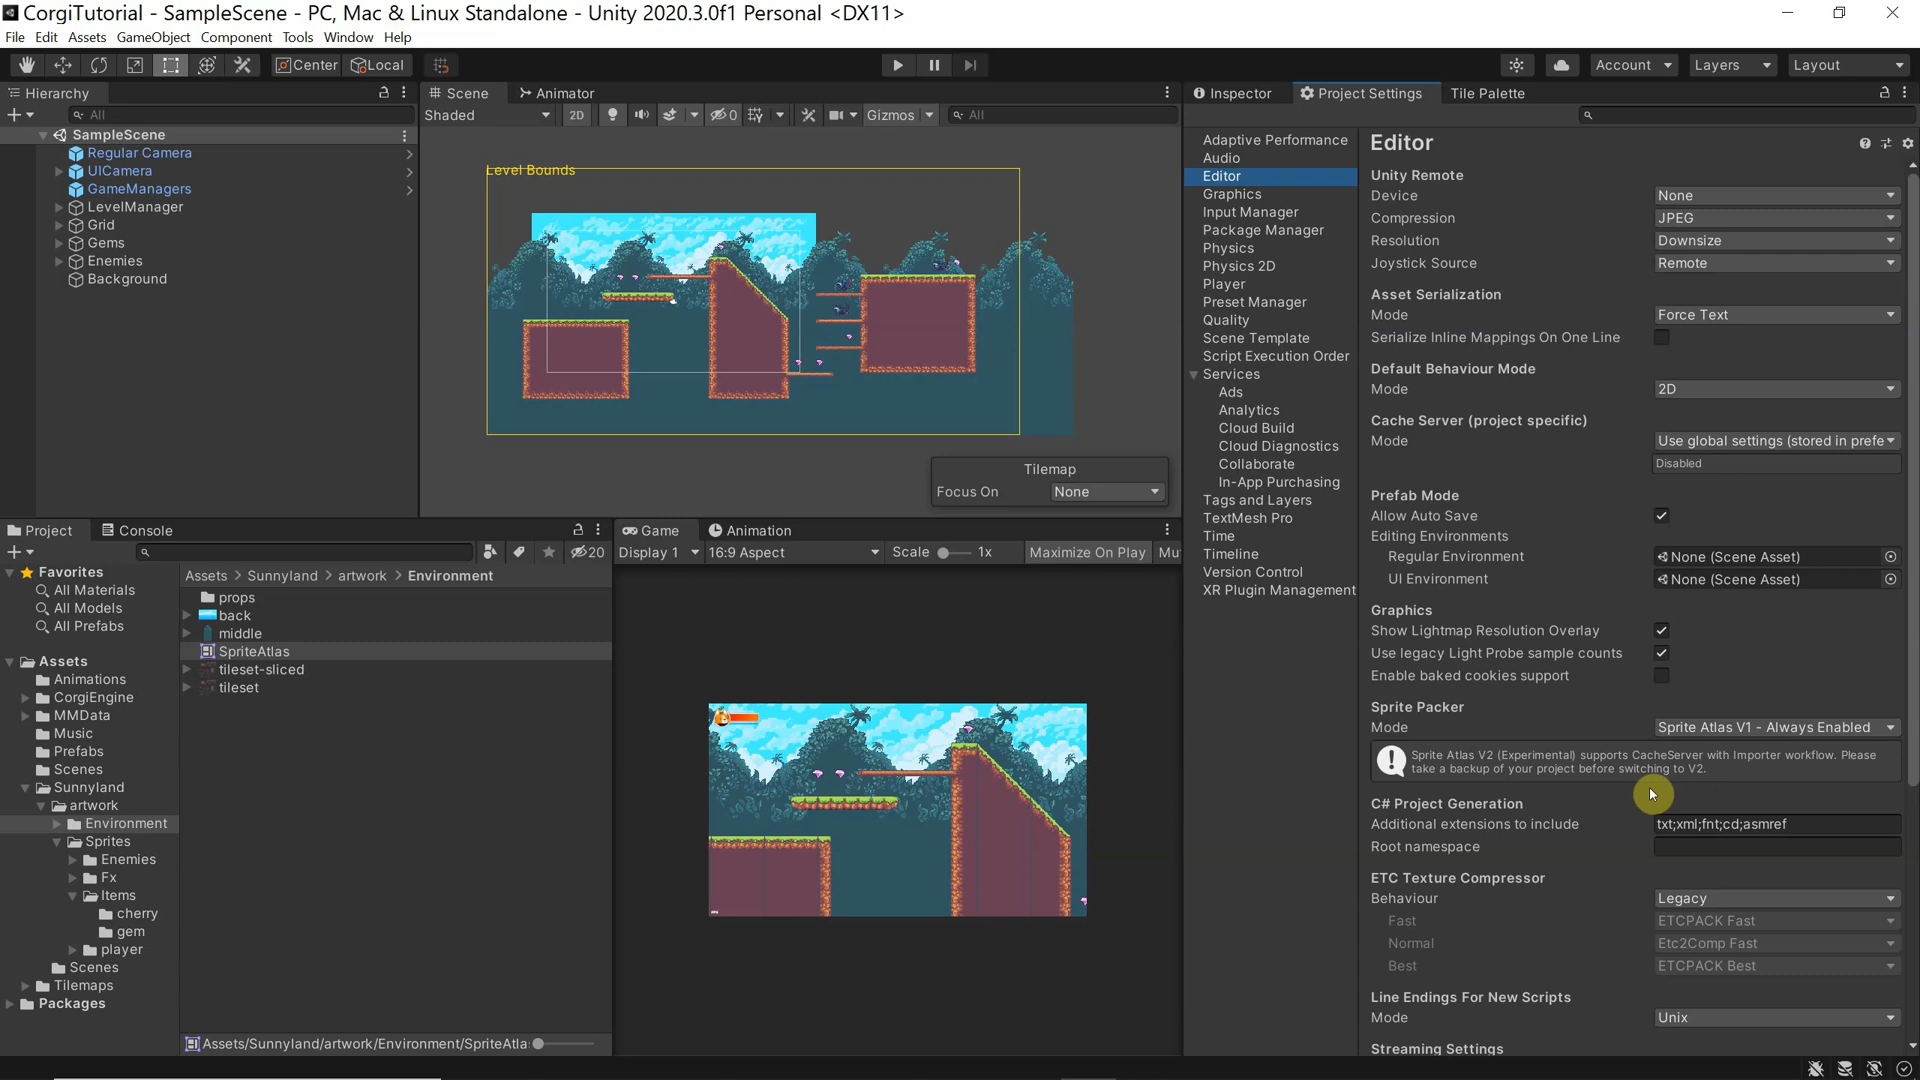 CorgiTutorial - SampleScene - PC, Mac & Linux Standalone - Unity 2020.3.0f1 Personal <DX11>
File Edit Assets GameObject Component Tools Window Help
Center Local Account Layers Layout
Hierarchy
All
SampleScene
Regular Camera
UICamera
GameManagers
LevelManager
Grid
Gems
Enemies
Background
Scene Animator
Shaded 2D 0 Gizmos All
Level Bounds
Tilemap
Focus On None
Project Console
20
Favorites
All Materials
All Models
All Prefabs
Assets
Animations
CorgiEngine
MMData
Music
Prefabs
Scenes
Sunnyland
artwork
Environment
Sprites
Enemies
Fx
Items
cherry
gem
player
Scenes
Tilemaps
Packages
Assets > Sunnyland > artwork > Environment
props
back
middle
SpriteAtlas
tileset-sliced
tileset
Assets/Sunnyland/artwork/Environment/SpriteAtla
Game Animation
Display 1 16:9 Aspect Scale 1x Maximize On Play Mu
Inspector Project Settings Tile Palette
Adaptive Performance
Audio
Editor
Graphics
Input Manager
Package Manager
Physics
Physics 2D
Player
Preset Manager
Quality
Scene Template
Script Execution Order
Services
Ads
Analytics
Cloud Build
Cloud Diagnostics
Collaborate
In-App Purchasing
Tags and Layers
TextMesh Pro
Time
Timeline
Version Control
XR Plugin Management
Editor
Unity Remote
Device None
Compression JPEG
Resolution Downsize
Joystick Source Remote
Asset Serialization
Mode Force Text
Serialize Inline Mappings On One Line
Default Behaviour Mode
Mode 2D
Cache Server (project specific)
Mode Use global settings (stored in prefe
Disabled
Prefab Mode
Allow Auto Save
Editing Environments
Regular Environment None (Scene Asset)
UI Environment None (Scene Asset)
Graphics
Show Lightmap Resolution Overlay
Use legacy Light Probe sample counts
Enable baked cookies support
Sprite Packer
Mode Sprite Atlas V1 - Always Enabled
Sprite Atlas V2 (Experimental) supports CacheServer with Importer workflow. Please
take a backup of your project before switching to V2.
C# Project Generation
Additional extensions to include txt;xml;fnt;cd;asmref
Root namespace
ETC Texture Compressor
Behaviour Legacy
Fast ETCPACK Fast
Normal Etc2Comp Fast
Best ETCPACK Best
Line Endings For New Scripts
Mode Unix
Streaming Settings